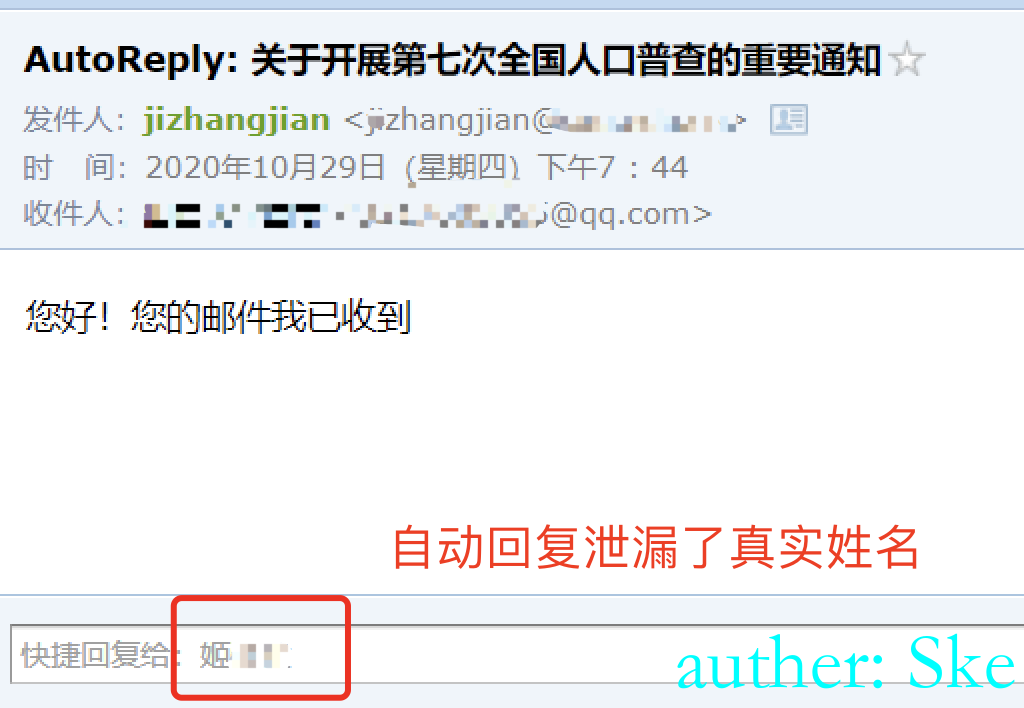 AutoReply: 关于开展第七次全国人口普查的重要通知
发件人: jizhangjian <jizhangjian@
时 间: 2020年10月29日 (星期四) 下午7 : 44
收件人: @qq.com>
您好! 您的邮件我已收到
自动回复泄漏了真实姓名
快捷回复给: 姬
auther: Ske